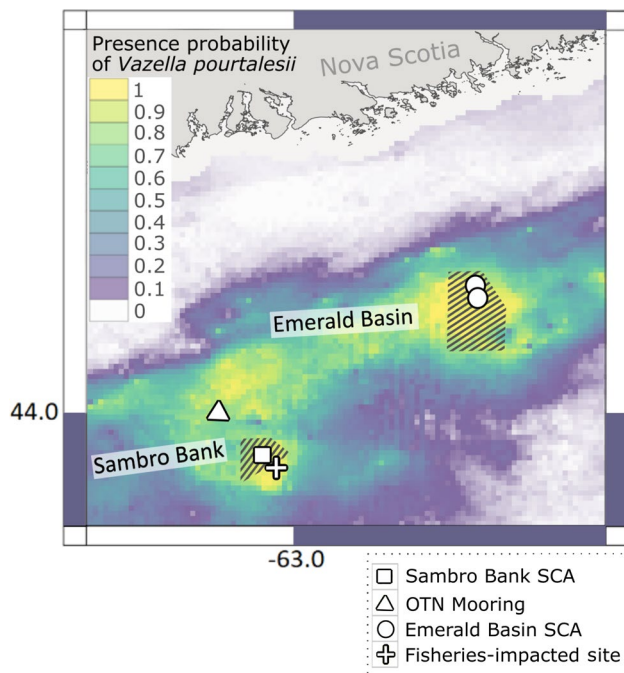 Presence probability
of Vazella pourtalesii
Nova Scotia
1
0.9
0.8
0.7
0.6
0.5
0.4
0.3
0.2
0.1
0
Emerald Basin
44.0
Sambro Bank
-63.0
Sambro Bank SCA
OTN Mooring
Emerald Basin SCA
Fisheries-impacted site